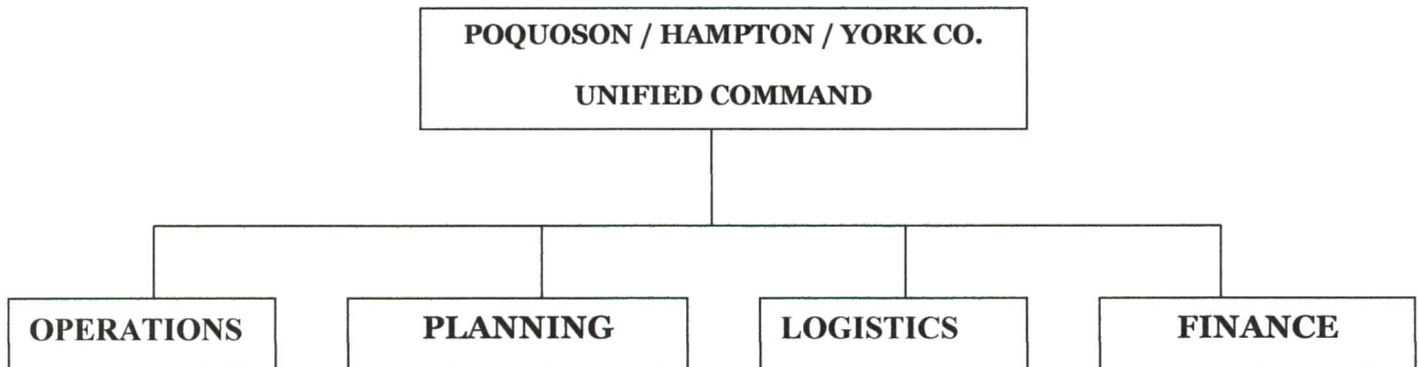 POQUOSON / HAMPTON / YORK CO.
UNIFIED COMMAND
OPERATIONS
PLANNING
LOGISTICS
FINANCE